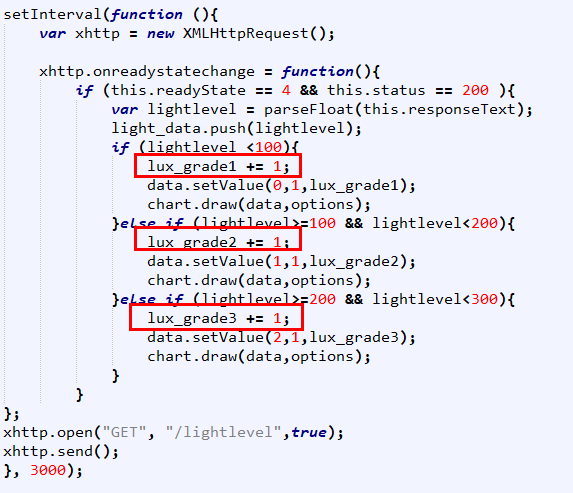 setInterval(function (){
var xhttp = new XMLHttpRequest();
xhttp.onreadystatechange = function(){
if (this.readyState == 4 && this.status == 200 ){
var lightlevel = parseFloat(this.responseText);
light_data.push(lightlevel);
if (lightlevel <100){
lux_grade1 += 1;
data.setValue(0,1,lux_grade1);
chart.draw(data,options);
}else if (lightlevel>=100 && lightlevel<200){
lux_grade2 += 1;
data.setValue(1,1,lux_grade2);
chart.draw(data,options);
}else if (lightlevel>=200 && lightlevel<300){
lux_grade3 += 1;
data.setValue(2,1,lux_grade3);
chart.draw(data,options);
}
}
};
xhttp.open("GET", "/lightlevel",true);
xhttp.send();
}, 3000);